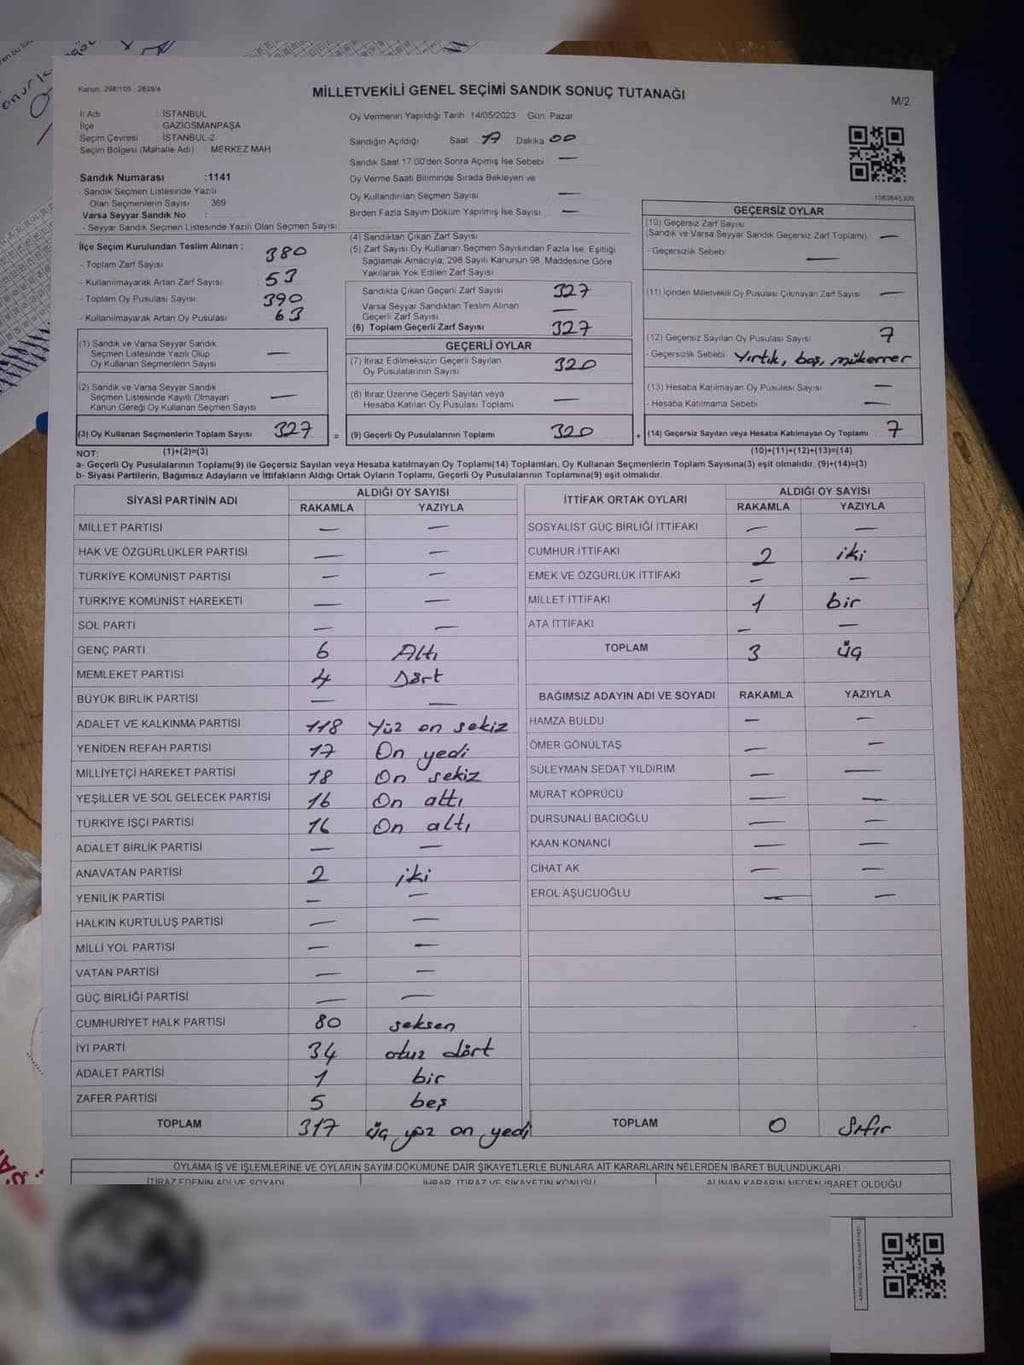 Kanun: 298/105, 2839/4
MİLLETVEKİLİ GENEL SEÇİMİ SANDIK SONUÇ TUTANAĞI
M/2
İl Adı : İSTANBUL
İlçe GAZİOSMANPAŞA
Seçim Çevresi : İSTANBUL-2
Seçim Bölgesi (Mahalle Adı) MERKEZ MAH
Sandık Numarası :1141
- Sandık Seçmen Listesinde Yazılı
Olan Seçmenlerin Sayısı : 369
Varsa Seyyar Sandık No :
- Seyyar Sandık Seçmen Listesinde Yazılı Olan Seçmen Sayısı
Oy Vermenin Yapıldığı Tarih 14/05/2023 Gün: Pazar
Sandığın Açıldığı Saat 17 Dakika 00
Sandık Saat 17.00'den Sonra Açılmış İse Sebebi —
Oy Verme Saati Bitiminde Sırada Bekleyen ve
Oy Kullandırılan Seçmen Sayısı —
Birden Fazla Sayım Döküm Yapılmış İse Sayısı —
İlçe Seçim Kurulundan Teslim Alınan ;
- Toplam Zarf Sayısı 380
- Kullanılmayarak Artan Zarf Sayısı 53
- Toplam Oy Pusulası Sayısı 390
- Kullanılmayarak Artan Oy Pusulası 63
(1) Sandık ve Varsa Seyyar Sandık
Seçmen Listesinde Yazılı Olup
Oy Kullanan Seçmenlerin Sayısı —
(2) Sandık ve Varsa Seyyar Sandık
Seçmen Listesinde Kayıtlı Olmayan
Kanun Gereği Oy Kullanan Seçmen Sayısı —
(3) Oy Kullanan Seçmenlerin Toplam Sayısı 327
(4) Sandıktan Çıkan Zarf Sayısı
(5) Zarf Sayısı Oy Kullanan Seçmen Sayısından Fazla İse, Eşitliği
Sağlamak Amacıyla; 298 Sayılı Kanunun 98. Maddesine Göre
Yakılarak Yok Edilen Zarf Sayısı
Sandıkta Çıkan Geçerli Zarf Sayısı 327
Varsa Seyyar Sandıktan Teslim Alınan
Geçerli Zarf Sayısı —
(6) Toplam Geçerli Zarf Sayısı 327
GEÇERLİ OYLAR
(7) İtiraz Edilmeksizin Geçerli Sayılan
Oy Pusulalarının Sayısı 320
(8) İtiraz Üzerine Geçerli Sayılan veya
Hesaba Katılan Oy Pusulası Toplamı —
= (9) Geçerli Oy Pusulalarının Toplamı 320
GEÇERSİZ OYLAR
(10) Geçersiz Zarf Sayısı
(Sandık ve Varsa Seyyar Sandık Geçersiz Zarf Toplamı) —
- Geçersizlik Sebebi —
(11) İçinden Milletvekili Oy Pusulası Çıkmayan Zarf Sayısı —
(12) Geçersiz Sayılan Oy Pusulası Sayısı 7
- Geçersizlik Sebebi Yırtık, boş, mükerrer
(13) Hesaba Katılmayan Oy Pusulası Sayısı —
- Hesaba Katılmama Sebebi —
+ (14) Geçersiz Sayılan veya Hesaba Katılmayan Oy Toplamı 7
NOT: (1)+(2)=(3) (10)+(11)+(12)+(13)=(14)
a- Geçerli Oy Pusulalarının Toplamı(9) ile Geçersiz Sayılan veya Hesaba katılmayan Oy Toplamı(14) Toplamları, Oy Kullanan Seçmenlerin Toplam Sayısına(3) eşit olmalıdır. (9)+(14)=(3)
b- Siyasi Partilerin, Bağımsız Adayların ve İttifakların Aldığı Ortak Oyların Toplamı, Geçerli Oy Pusulalarının Toplamına(9) eşit olmalıdır.
SİYASİ PARTİNİN ADI ALDIĞI OY SAYISI
RAKAMLA YAZIYLA
MİLLET PARTİSİ — —
HAK VE ÖZGÜRLÜKLER PARTİSİ — —
TÜRKİYE KOMÜNİST PARTİSİ — —
TÜRKİYE KOMÜNİST HAREKETİ — —
SOL PARTİ — —
GENÇ PARTİ 6 Altı
MEMLEKET PARTİSİ 4 Dört
BÜYÜK BİRLİK PARTİSİ — —
ADALET VE KALKINMA PARTİSİ 118 Yüz on sekiz
YENİDEN REFAH PARTİSİ 17 On yedi
MİLLİYETÇİ HAREKET PARTİSİ 18 On sekiz
YEŞİLLER VE SOL GELECEK PARTİSİ 16 On altı
TÜRKİYE İŞÇİ PARTİSİ 16 On altı
ADALET BİRLİK PARTİSİ — —
ANAVATAN PARTİSİ 2 iki
YENİLİK PARTİSİ — —
HALKIN KURTULUŞ PARTİSİ — —
MİLLİ YOL PARTİSİ — —
VATAN PARTİSİ — —
GÜÇ BİRLİĞİ PARTİSİ — —
CUMHURİYET HALK PARTİSİ 80 seksen
İYİ PARTİ 34 otuz dört
ADALET PARTİSİ 1 bir
ZAFER PARTİSİ 5 beş
TOPLAM 317 üç yüz on yedi
İTTİFAK ORTAK OYLARI ALDIĞI OY SAYISI
RAKAMLA YAZIYLA
SOSYALİST GÜÇ BİRLİĞİ İTTİFAKI — —
CUMHUR İTTİFAKI 2 iki
EMEK VE ÖZGÜRLÜK İTTİFAKI — —
MİLLET İTTİFAKI 1 bir
ATA İTTİFAKI — —
TOPLAM 3 üç
BAĞIMSIZ ADAYIN ADI VE SOYADI RAKAMLA YAZIYLA
HAMZA BULDU — —
ÖMER GÖNÜLTAŞ — —
SÜLEYMAN SEDAT YILDIRIM — —
MURAT KÖPRÜCÜ — —
DURSUNALİ BACIOĞLU — —
KAAN KONANCİ — —
CİHAT AK — —
EROL AŞUCUOĞLU — —
TOPLAM 0 Sıfır
OYLAMA İŞ VE İŞLEMLERİNE VE OYLARIN SAYIM DÖKÜMÜNE DAİR ŞİKAYETLERLE BUNLARA AİT KARARLARIN NELERDEN İBARET BULUNDUKLARI
İTİRAZ EDENİN ADI VE SOYADI İHBAR, İTİRAZ VE ŞİKAYETİN KONUSU ALINAN KARARIN NEDEN İBARET OLDUĞU